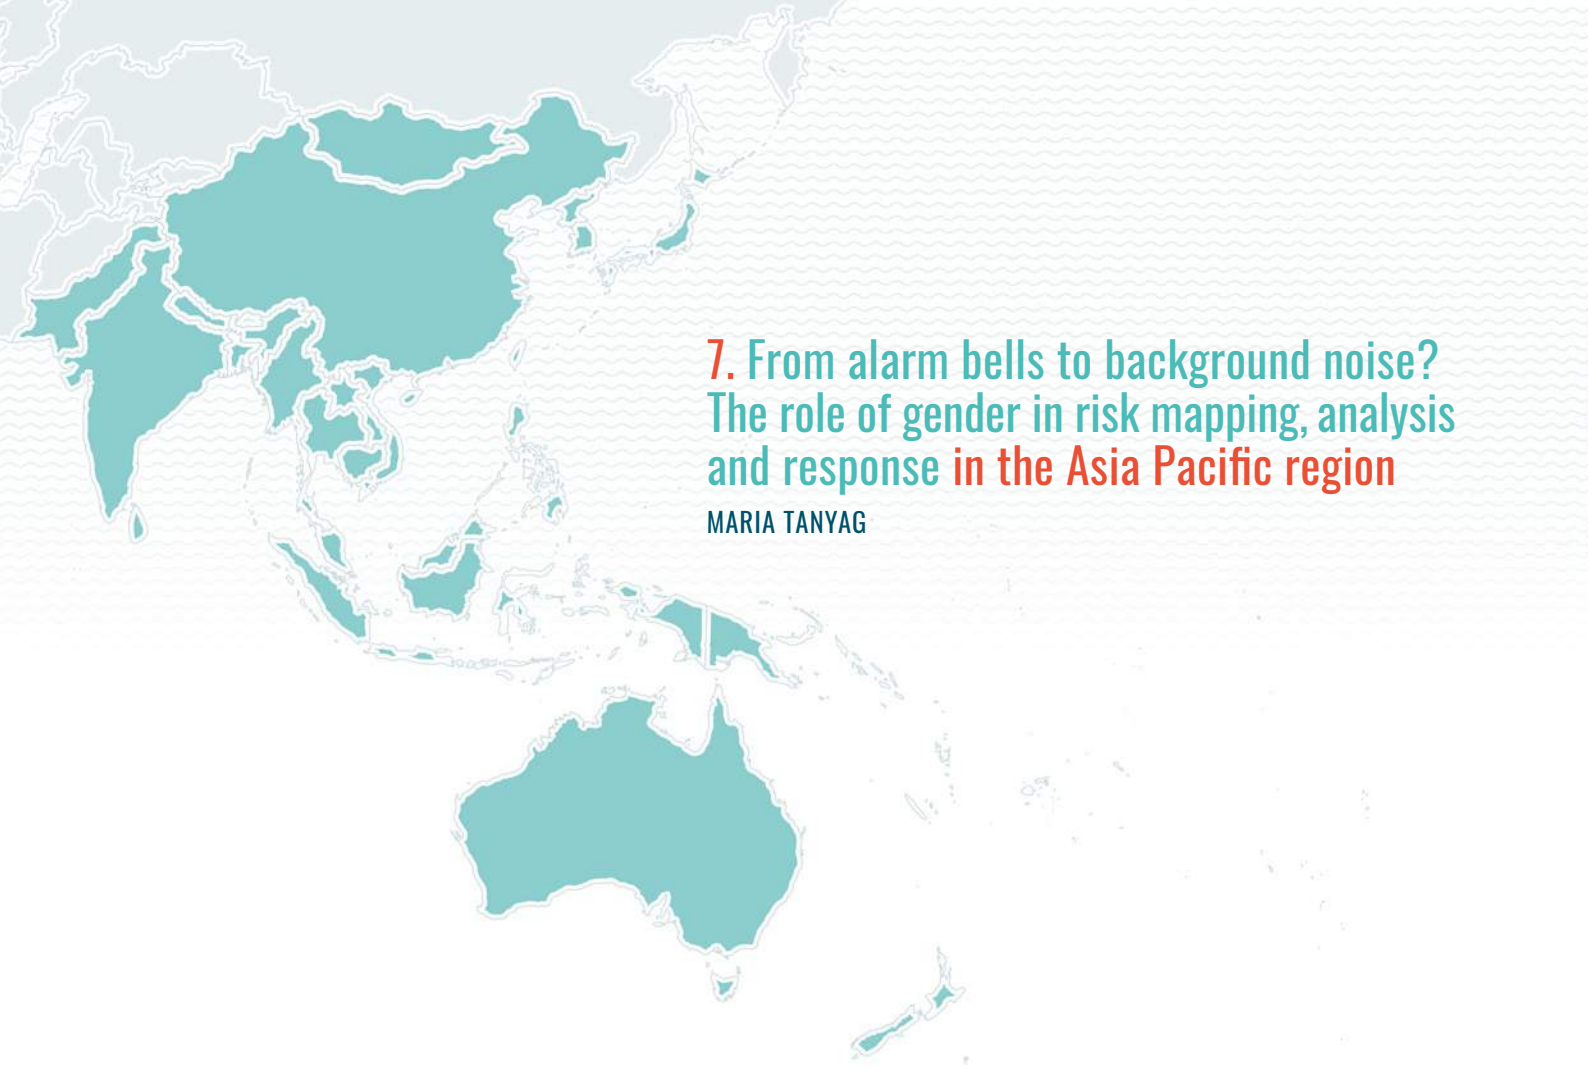 7. From alarm bells to background noise?
The role of gender in risk mapping, analysis
and response in the Asia Pacific region
MARIA TANYAG